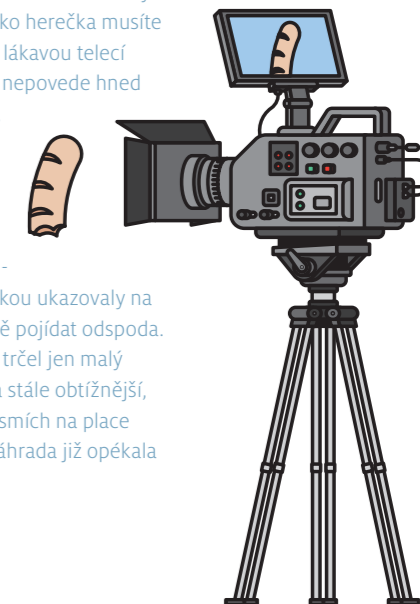 ko herečka musíte
lákavou telecí
nepovede hned
-
kou ukazovaly na
ě pojídat odspoda.
trčel jen malý
stále obtížnější,
smích na place
áhrada již opékala